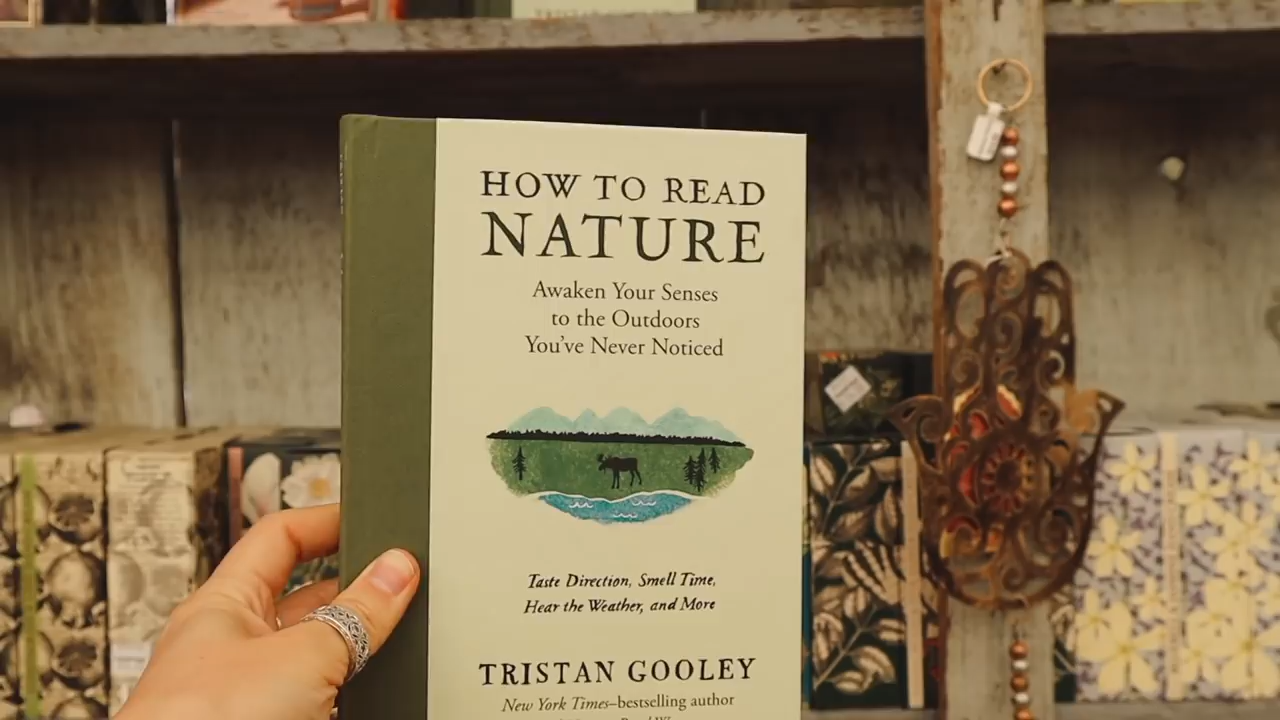 HOW TO READ
NATURE
Awaken Your Senses
to the Outdoors
You've Never Noticed
Taste Direction, Smell Time,
Hear the Weather, and More
TRISTAN GOOLEY
New York Times–bestselling author